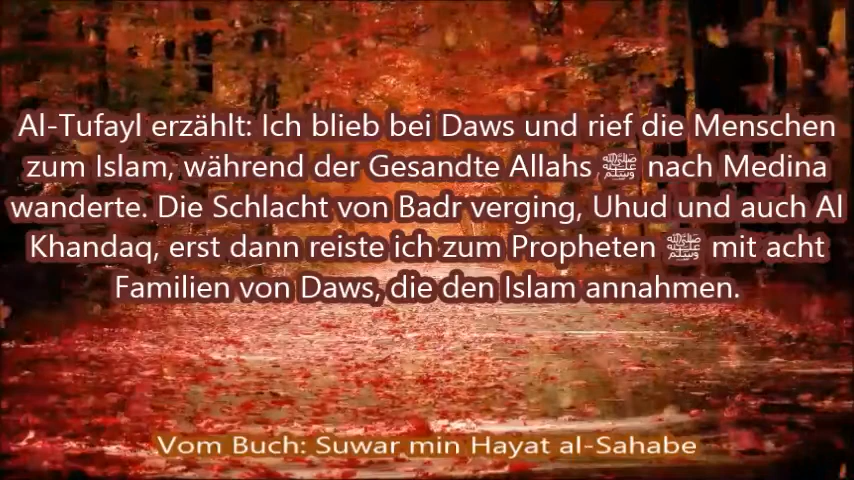 Al-Tufayl erzählt: Ich blieb bei Daws und rief die Menschen
zum Islam, während der Gesandte Allahs ﷺ nach Medina
wanderte. Die Schlacht von Badr verging, Uhud und auch Al
Khandaq, erst dann reiste ich zum Propheten ﷺ mit acht
Familien von Daws, die den Islam annahmen.
Vom Buch: Suwar min Hayat al-Sahabe